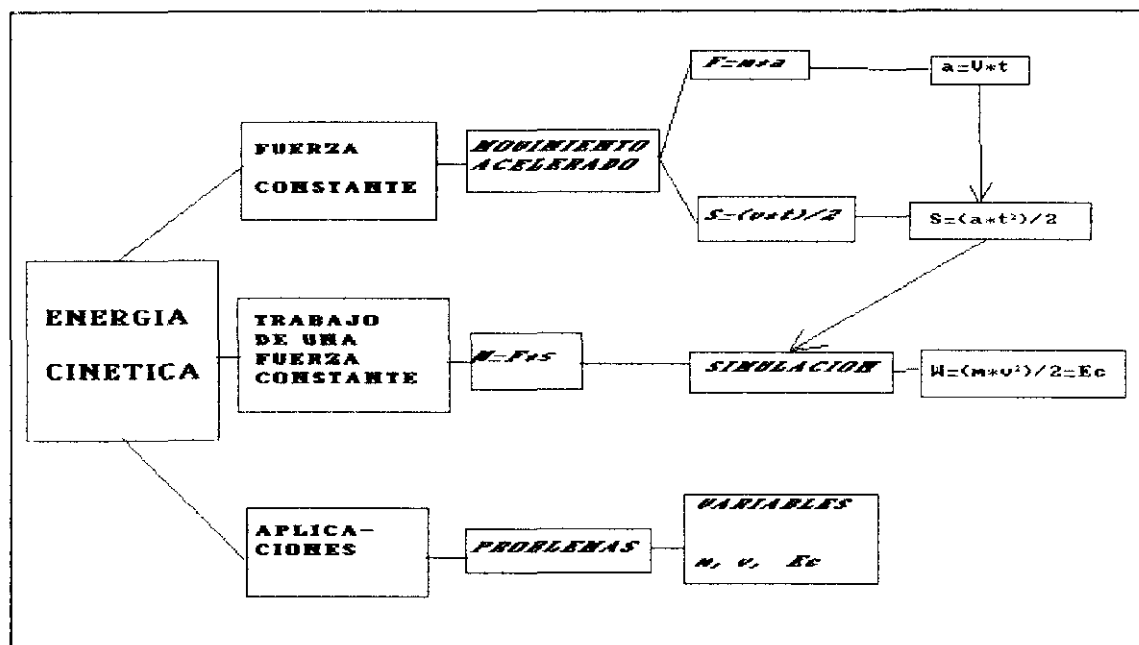 F=m*a
a=V*t
FUERZA
CONSTANTE
MOVIMIENTO
ACELERADO
S=(v*t)/2
S=(a*t²)/2
ENERGIA
CINETICA
TRABAJO
DE UNA
FUERZA
CONSTANTE
W=F*s
SIMULACION
W=(m*v²)/2=Ec
APLICA-
CIONES
PROBLEMAS
VARIABLES
m, v, Ec